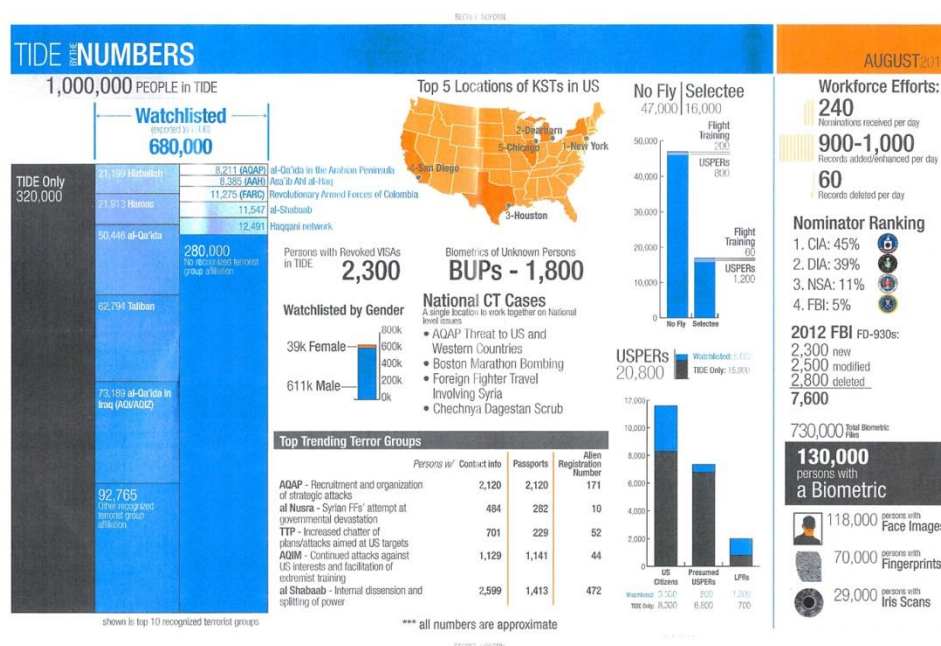 TIDE BY THE NUMBERS
AUGUST 201
1,000,000 PEOPLE in TIDE
Watchlisted
680,000
TIDE Only
320,000
21,199 Hizballah
21,913 Hamas
50,446 al-Qa'ida
62,794 Taliban
73,189 al-Qa'ida in
Iraq (AQI/AQIZ)
92,765
Other recognized
terrorist group
affiliation
8,211 (AQAP) al-Qa'ida in the Arabian Peninsula
8,385 (AAH) Asa'ib Ahl al-Haq
11,275 (FARC) Revolutionary Armed Forces of Colombia
11,547 al-Shabaab
12,491 Haqqani network
280,000
No recognized terrorist
group affiliation
shown is top 10 recognized terrorist groups
Top 5 Locations of KSTs in US
2-Dearborn
5-Chicago
1-New York
4-San Diego
3-Houston
Persons with Revoked VISAs
in TIDE 2,300
Biometrics of Unknown Persons
BUPs - 1,800
Watchlisted by Gender
800k
600k
400k
200k
0k
39k Female
611k Male
National CT Cases
A single location to work together on National
level issues
• AQAP Threat to US and
Western Countries
• Boston Marathon Bombing
• Foreign Fighter Travel
Involving Syria
• Chechnya Dagestan Scrub
Top Trending Terror Groups
Persons w/ Contact info Passports Alien Registration Number
AQAP - Recruitment and organization
of strategic attacks 2,120 2,120 171
al Nusra - Syrian FFs' attempt at
governmental devastation 484 282 10
TTP - Increased chatter of
plans/attacks aimed at US targets 701 229 52
AQIM - Continued attacks against
US interests and facilitation of
extremist training 1,129 1,141 44
al Shabaab - Internal dissension and
splitting of power 2,599 1,413 472
*** all numbers are approximate
No Fly Selectee
47,000 16,000
50,000
40,000
30,000
20,000
10,000
0
Flight
Training
200
USPERs
800
Flight
Training
60
USPERs
1,200
No Fly Selectee
USPERs
20,800
Watchlisted:
TIDE Only: 15,800
12,000
10,000
8,000
6,000
4,000
2,000
0
US
Citizens
Presumed
USPERs
LPRs
Watchlisted: 1,200
TIDE Only: 8,300 6,800 700
Workforce Efforts:
240
Nominations received per day
900-1,000
Records added/enhanced per day
60
Records deleted per day
Nominator Ranking
1. CIA: 45%
2. DIA: 39%
3. NSA: 11%
4. FBI: 5%
2012 FBI FD-930s:
2,300 new
2,500 modified
2,800 deleted
7,600
730,000 Total Biometric
Files
130,000
persons with
a Biometric
118,000 persons with
Face Images
70,000 persons with
Fingerprints
29,000 persons with
Iris Scans